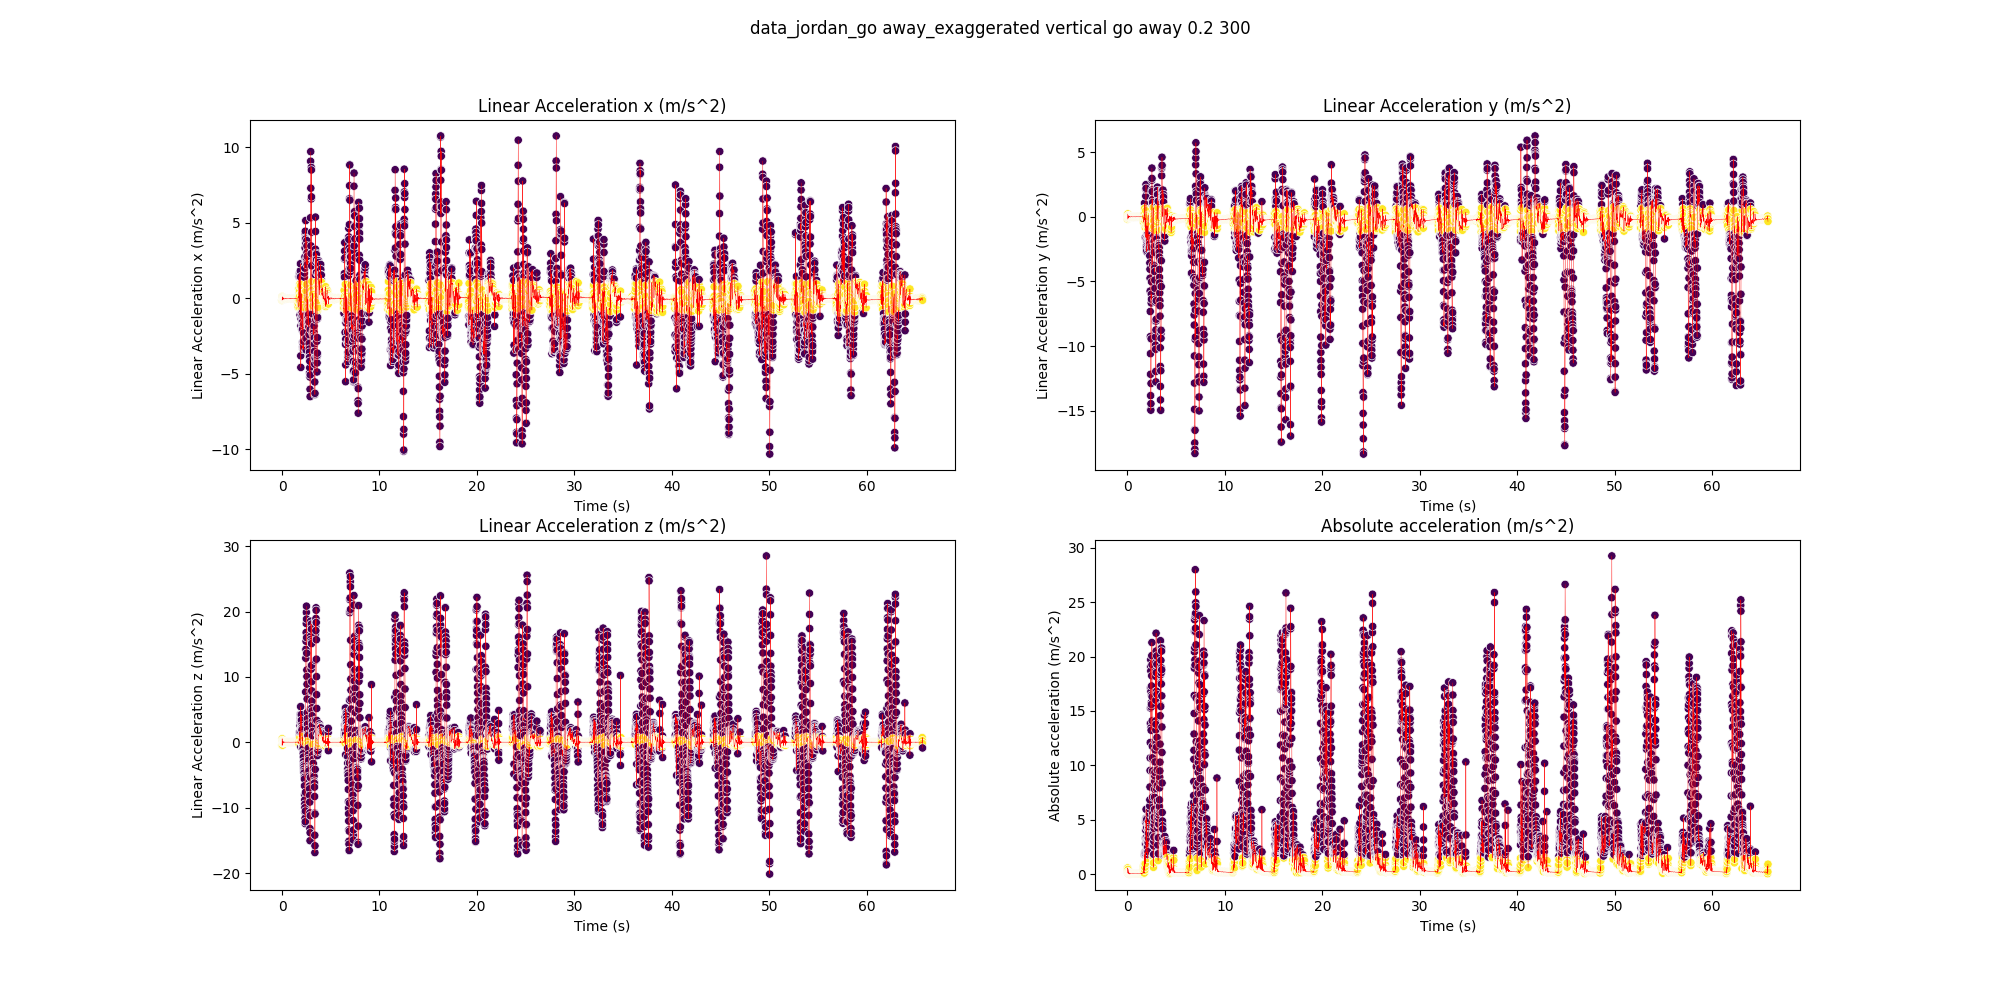 data_jordan_go away_exaggerated vertical go away 0.2 300
Linear Acceleration x (m/s^2)
Linear Acceleration x (m/s^2)
10
5
0
−5
−10
0 10 20 30 40 50 60
Time (s)
Linear Acceleration y (m/s^2)
Linear Acceleration y (m/s^2)
5
0
−5
−10
−15
0 10 20 30 40 50 60
Time (s)
Linear Acceleration z (m/s^2)
Linear Acceleration z (m/s^2)
30
20
10
0
−10
−20
0 10 20 30 40 50 60
Time (s)
Absolute acceleration (m/s^2)
Absolute acceleration (m/s^2)
30
25
20
15
10
5
0
0 10 20 30 40 50 60
Time (s)